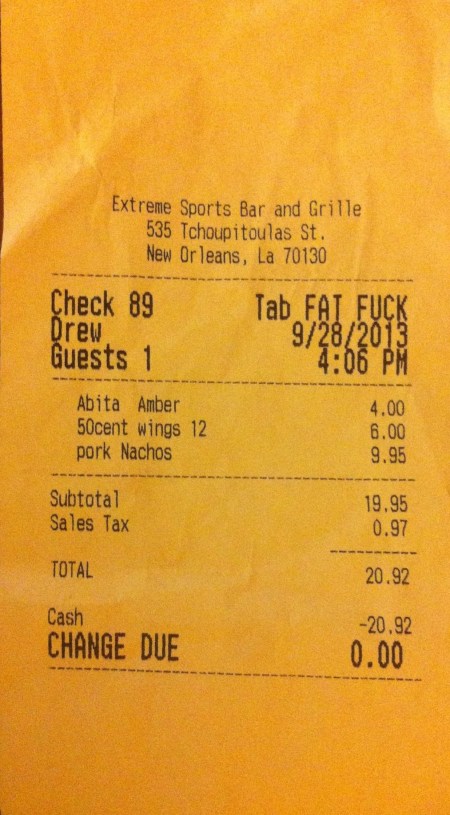 Extreme Sports Bar and Grille
535 Tchoupitoulas St.
New Orleans, La 70130
Check 89 Tab FAT FUCK
Drew 9/28/2013
Guests 1 4:06 PM
Abita Amber 4.00
50cent wings 12 6.00
pork Nachos 9.95
Subtotal 19.95
Sales Tax 0.97
TOTAL 20.92
Cash -20.92
CHANGE DUE 0.00